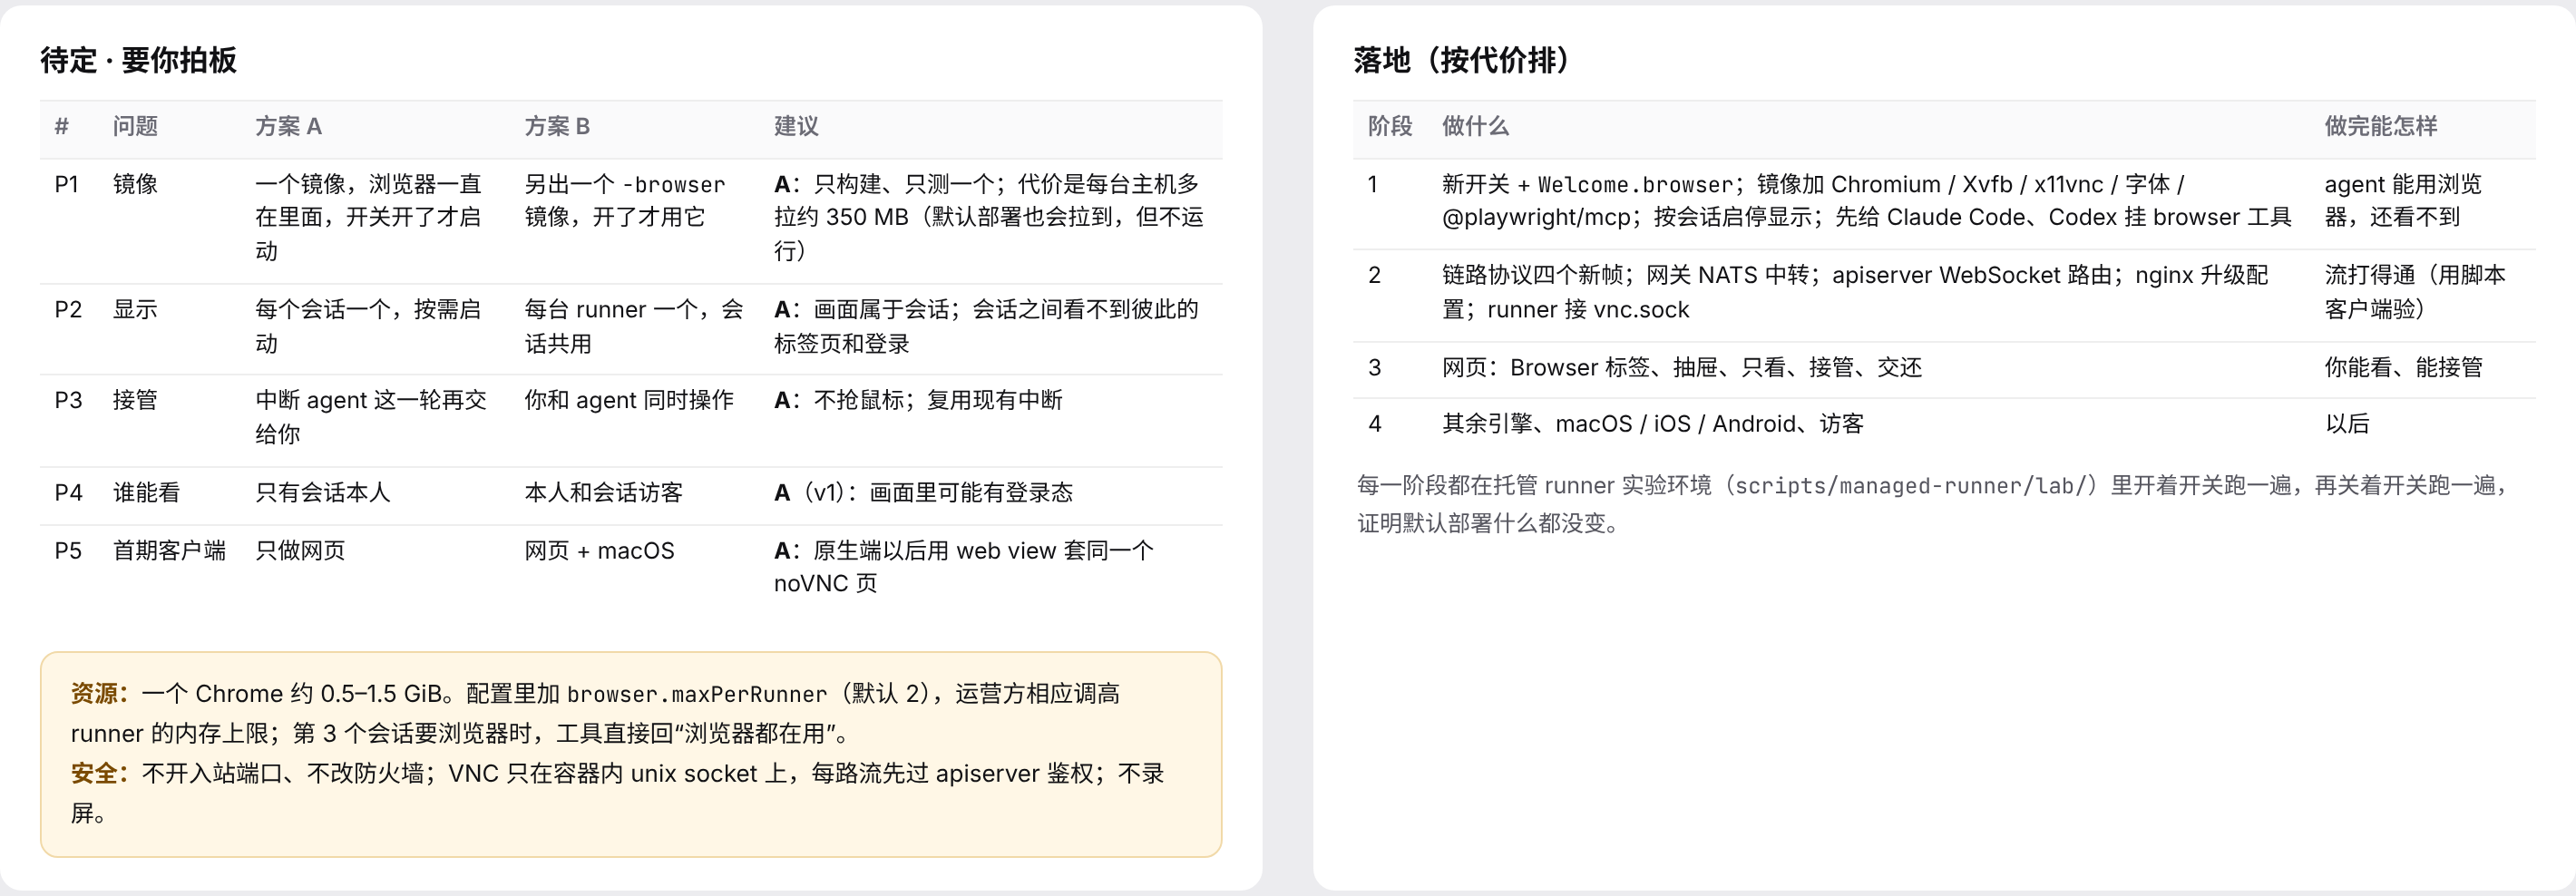 待定 · 要你拍板
# 问题 方案 A 方案 B 建议
P1 镜像 一个镜像，浏览器一直 另出一个 -browser A：只构建、只测一个；代价是每台主机多
在里面，开关开了才启 镜像，开了才用它 拉约 350 MB（默认部署也会拉到，但不运
动 行）
P2 显示 每个会话一个，按需启 每台 runner 一个，会 A：画面属于会话；会话之间看不到彼此的
动 话共用 标签页和登录
P3 接管 中断 agent 这一轮再交 你和 agent 同时操作 A：不抢鼠标；复用现有中断
给你
P4 谁能看 只有会话本人 本人和会话访客 A（v1）：画面里可能有登录态
P5 首期客户端 只做网页 网页 + macOS A：原生端以后用 web view 套同一个
noVNC 页
资源：一个 Chrome 约 0.5–1.5 GiB。配置里加 browser.maxPerRunner（默认 2），运营方相应调高
runner 的内存上限；第 3 个会话要浏览器时，工具直接回“浏览器都在用”。
安全：不开入站端口、不改防火墙；VNC 只在容器内 unix socket 上，每路流先过 apiserver 鉴权；不录
屏。
落地（按代价排）
阶段 做什么 做完能怎样
1 新开关 + Welcome.browser；镜像加 Chromium / Xvfb / x11vnc / 字体 / agent 能用浏览
@playwright/mcp；按会话启停显示；先给 Claude Code、Codex 挂 browser 工具 器，还看不到
2 链路协议四个新帧；网关 NATS 中转；apiserver WebSocket 路由；nginx 升级配 流打得通（用脚本
置；runner 接 vnc.sock 客户端验）
3 网页：Browser 标签、抽屉、只看、接管、交还 你能看、能接管
4 其余引擎、macOS / iOS / Android、访客 以后
每一阶段都在托管 runner 实验环境（scripts/managed-runner/lab/）里开着开关跑一遍，再关着开关跑一遍，
证明默认部署什么都没变。